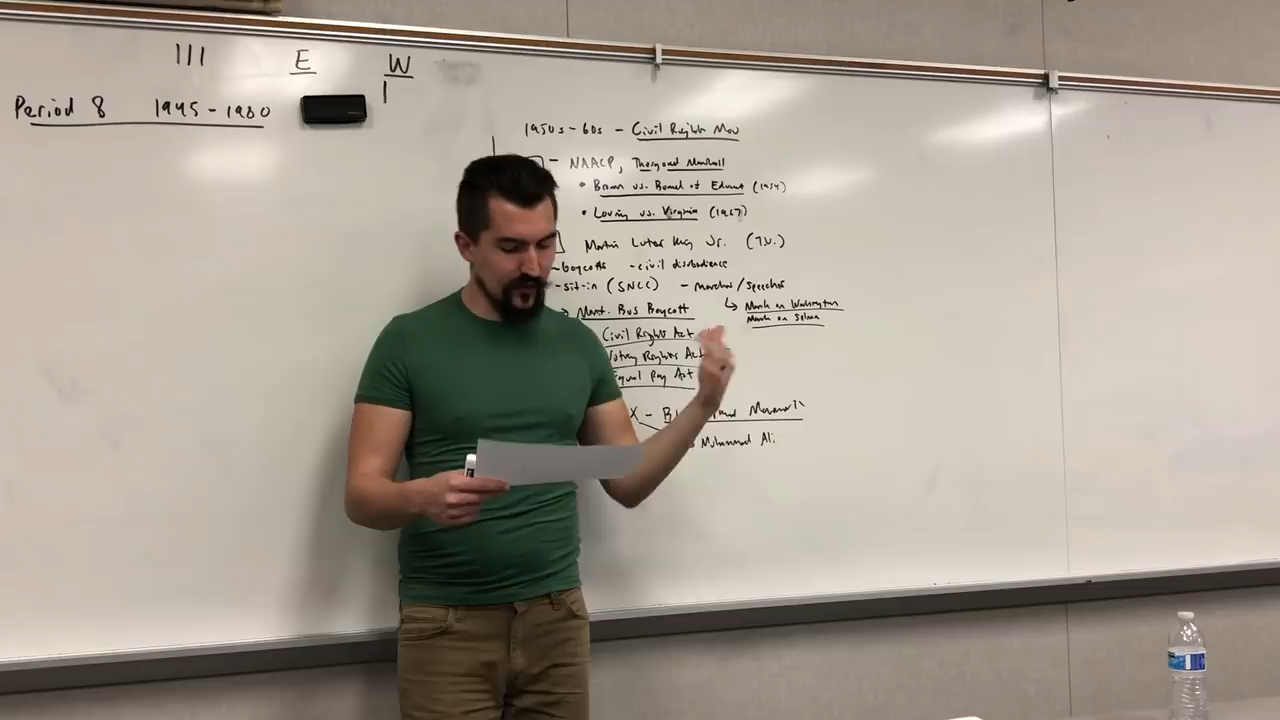 III E W
Period 8 1945-1980
I
1950s-60s - Civil Rights Mov
- NAACP, Thurgood Marshall
• Brown vs. Board of Educat (1954)
• Loving vs. Virginia (1967)
Martin Luter King Jr. (T.V.)
-boycotts -civil disobedience
-sit-in (SNCC) - marches/speeches
→ Mont. Bus Boycott
↳ March on Washington
March on Selma
Civil Rights Act
Voting Rights Act
Equal Pay Act
X -
Muhammad Ali